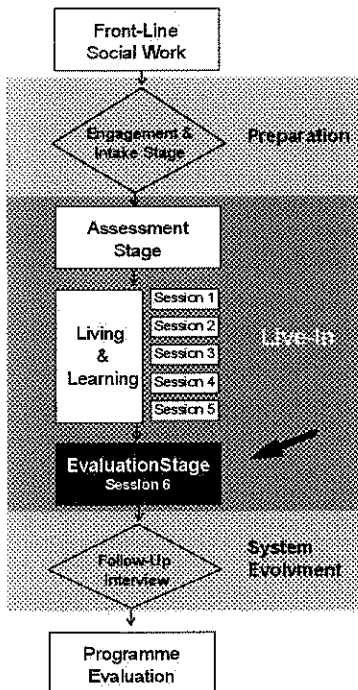 Front-Line
Social Work
Engagement &
Intake Stage
Preparation
Assessment
Stage
Living
&
Learning
Session 1
Session 2
Session 3
Session 4
Session 5
Live-In
EvaluationStage
Session 6
Follow-Up
Interview
System
Evolvment
Programme
Evaluation